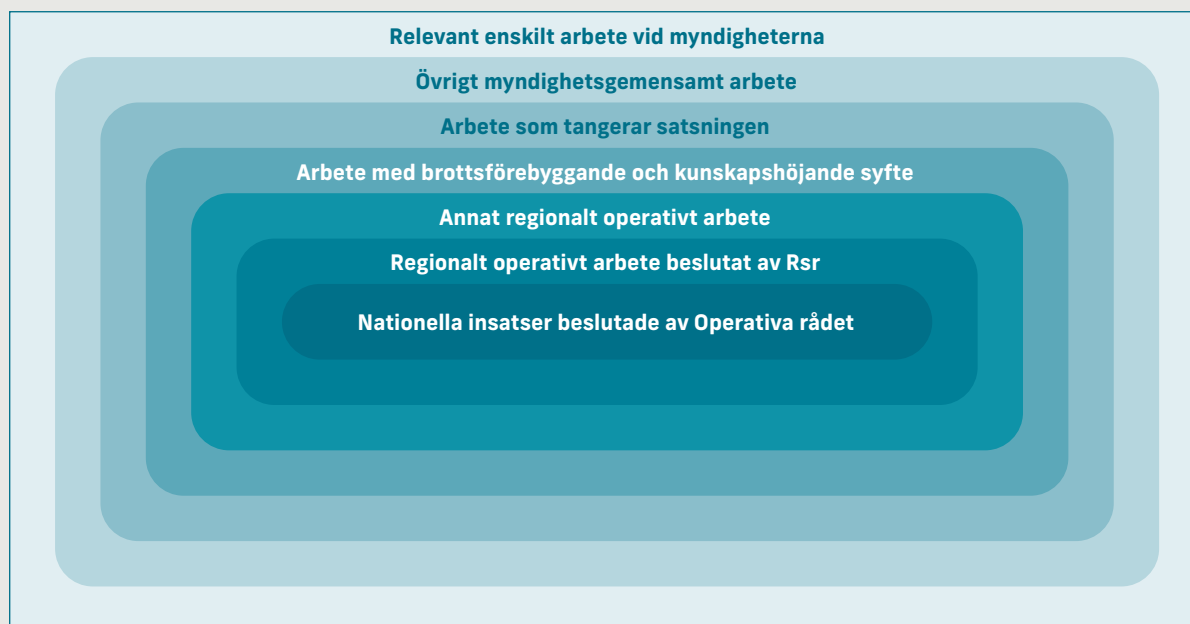 Relevant enskilt arbete vid myndigheterna
Övrigt myndighetsgemensamt arbete
Arbete som tangerar satsningen
Arbete med brottsförebyggande och kunskapshöjande syfte
Annat regionalt operativt arbete
Regionalt operativt arbete beslutat av Rsr
Nationella insatser beslutade av Operativa rådet